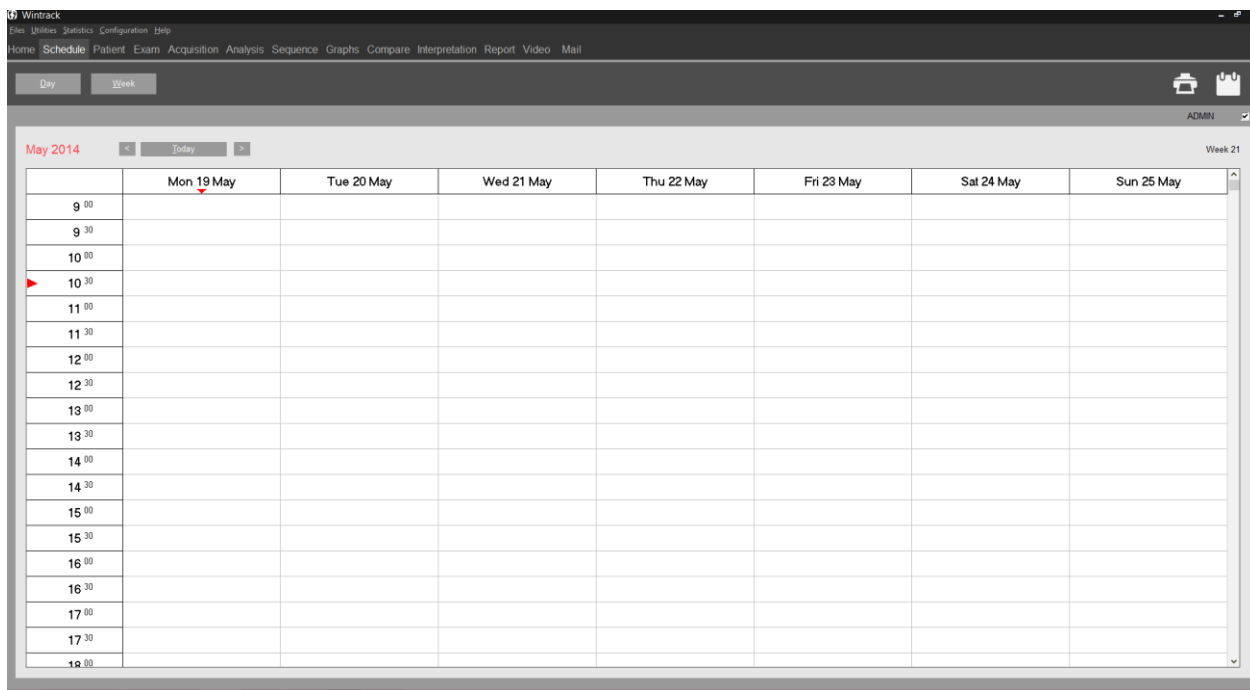 Wintrack
Files Utilities Statistics Configuration Help
Home Schedule Patient Exam Acquisition Analysis Sequence Graphs Compare Interpretation Report Video Mail
Day Week
ADMIN
May 2014 < Today > Week 21
Mon 19 May Tue 20 May Wed 21 May Thu 22 May Fri 23 May Sat 24 May Sun 25 May
9 00
9 30
10 00
10 30
11 00
11 30
12 00
12 30
13 00
13 30
14 00
14 30
15 00
15 30
16 00
16 30
17 00
17 30
18 00